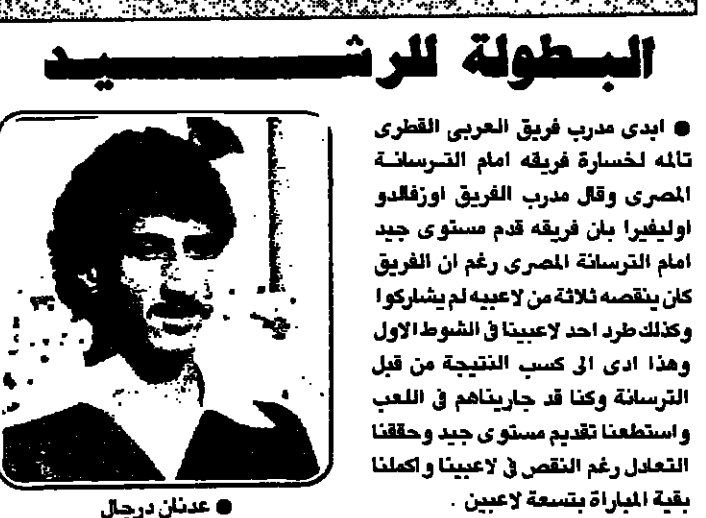 البطولة للرشيد
● ابدى مدرب فريق العربى القطرى
تالمه لخسارة فريقه امام الترسانة
المصرى وقال مدرب الفريق اوزفالدو
اوليفيرا بان فريقه قدم مستوى جيد
امام الترسانة المصرى رغم ان الفريق
كان ينقصه ثلاثة من لاعبيه لم يشاركوا
وكذلك طرد احد لاعبينا فى الشوط الاول
وهذا ادى الى كسب النتيجة من قبل
الترسانة وكنا قد جاريناهم فى اللعب
واستطعنا تقديم مستوى جيد وحققنا
التعادل رغم النقص فى لاعبينا واكملنا
بقية المباراة بتسعة لاعبين .
● عدنان درجال